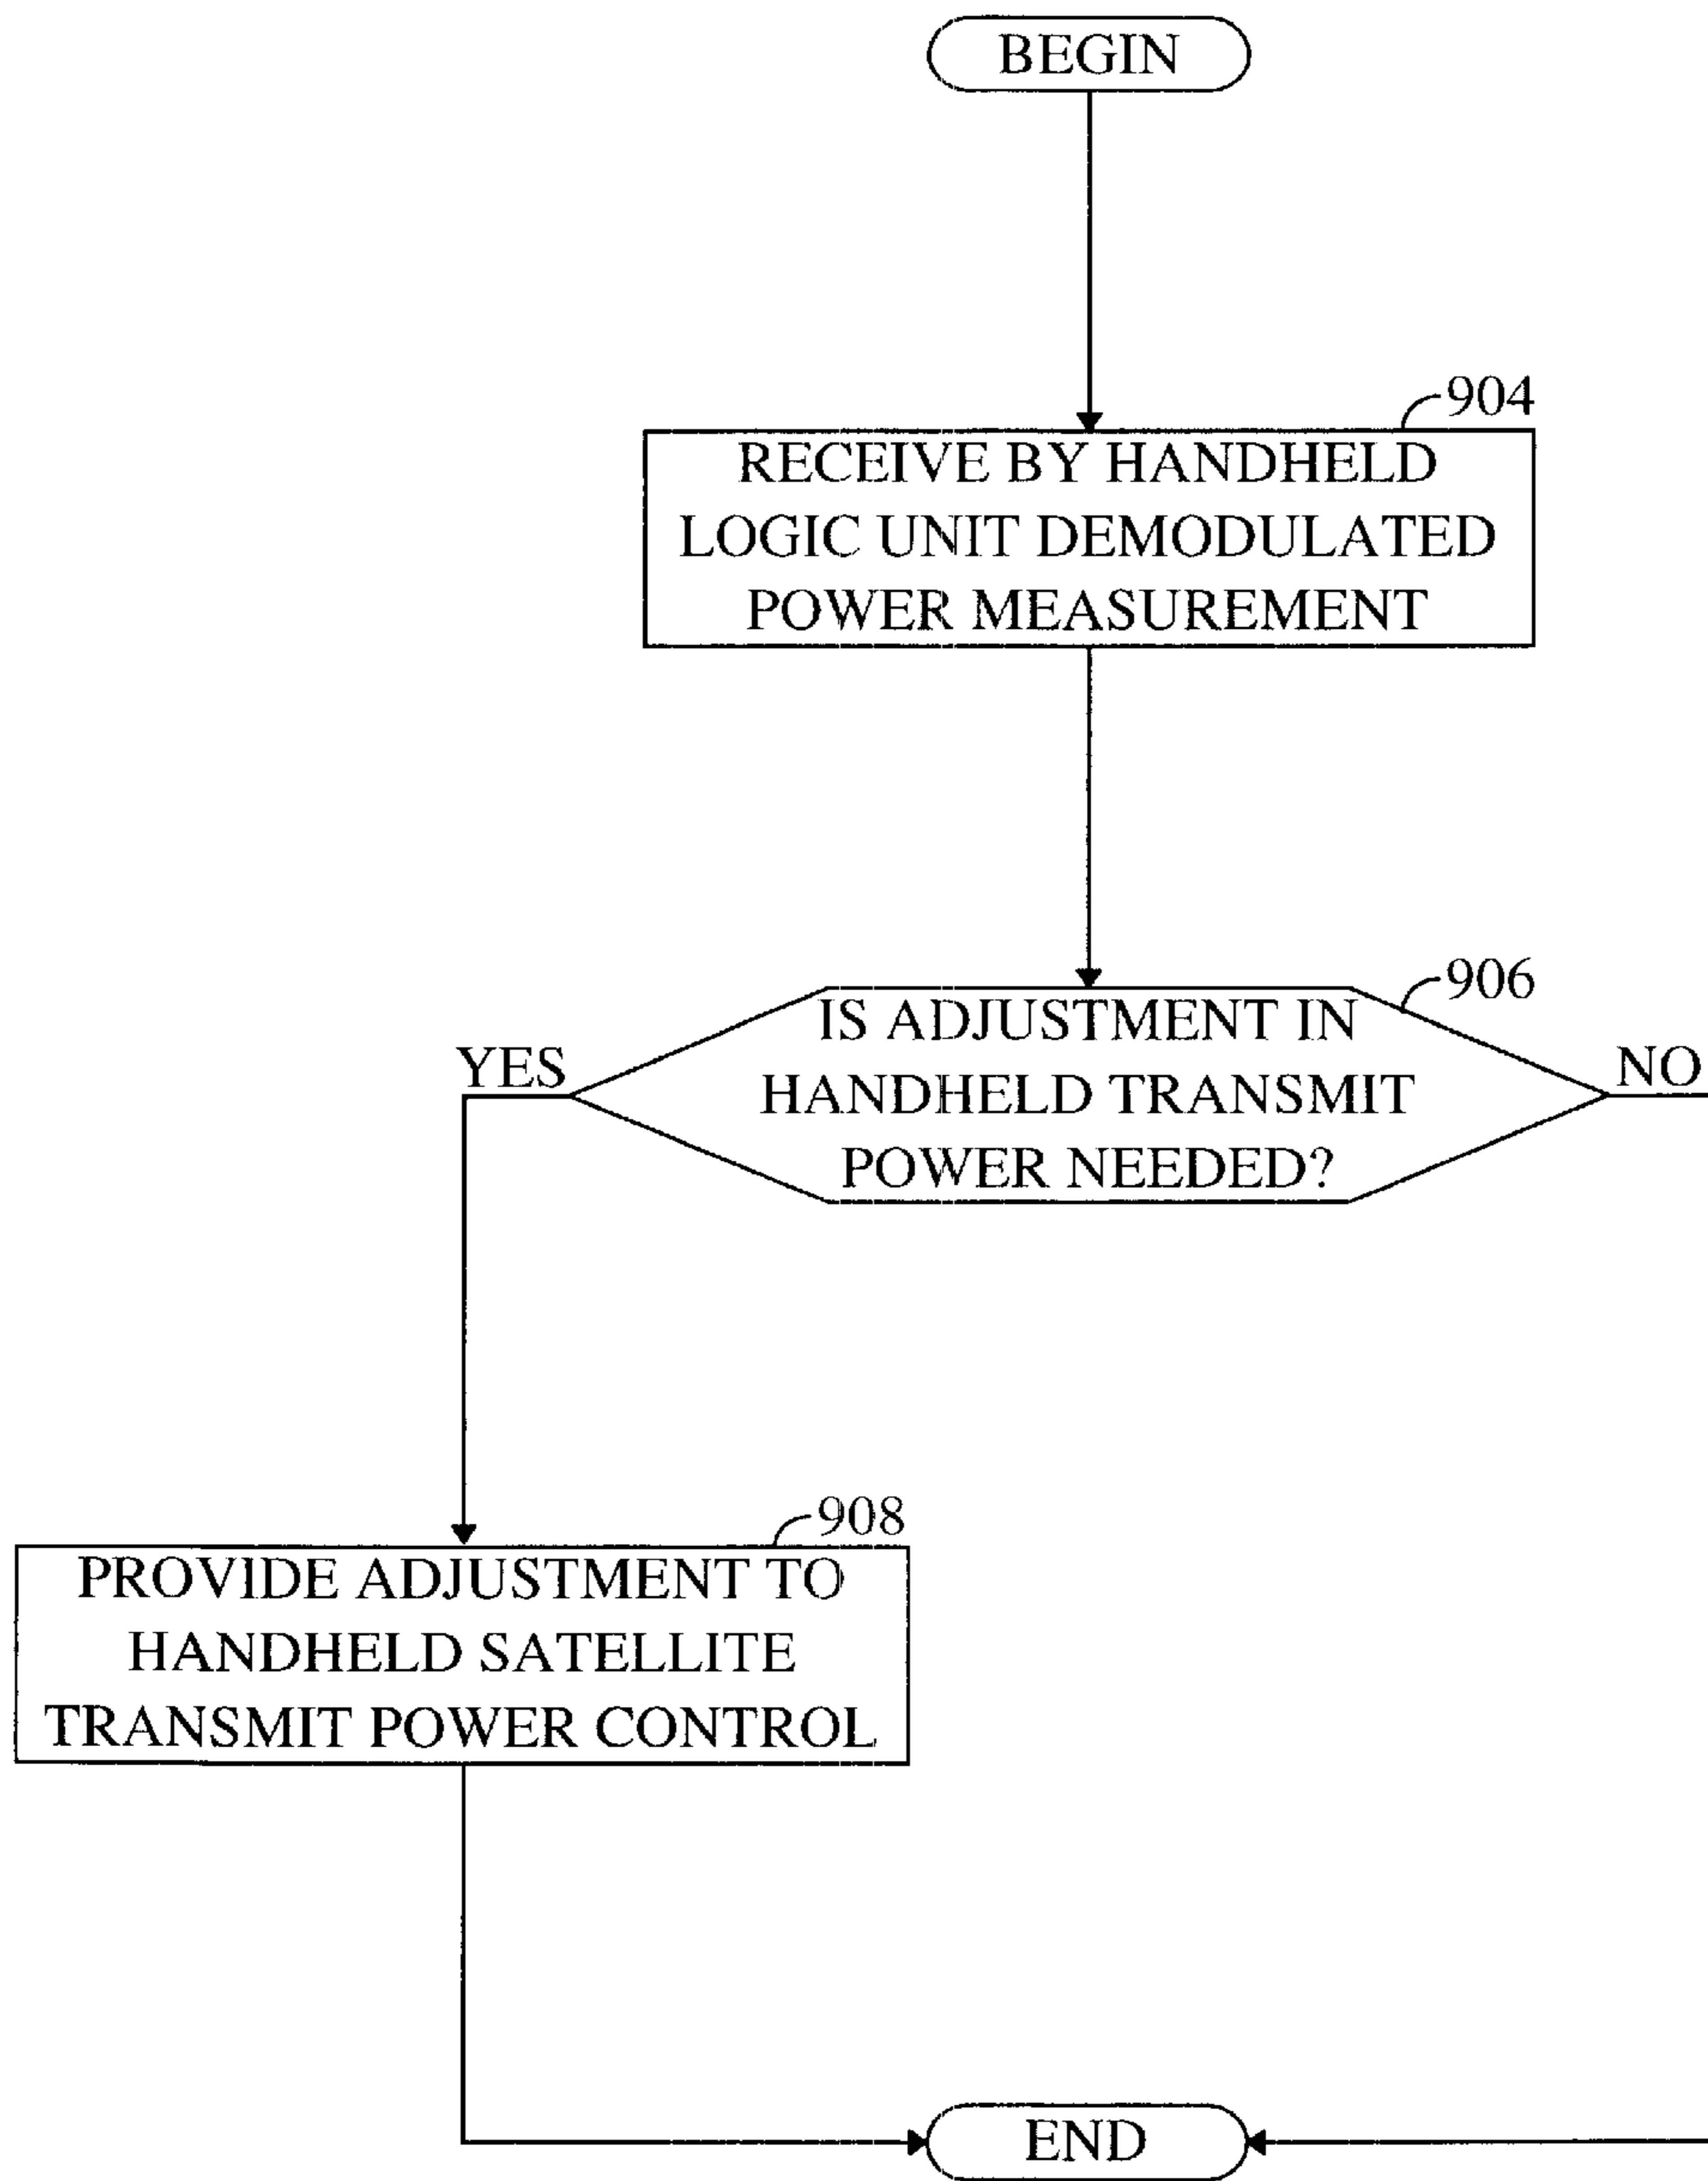 BEGIN
904
RECEIVE BY HANDHELD
LOGIC UNIT DEMODULATED
POWER MEASUREMENT
906
IS ADJUSTMENT IN
HANDHELD TRANSMIT
POWER NEEDED?
YES
NO
908
PROVIDE ADJUSTMENT TO
HANDHELD SATELLITE
TRANSMIT POWER CONTROL
END